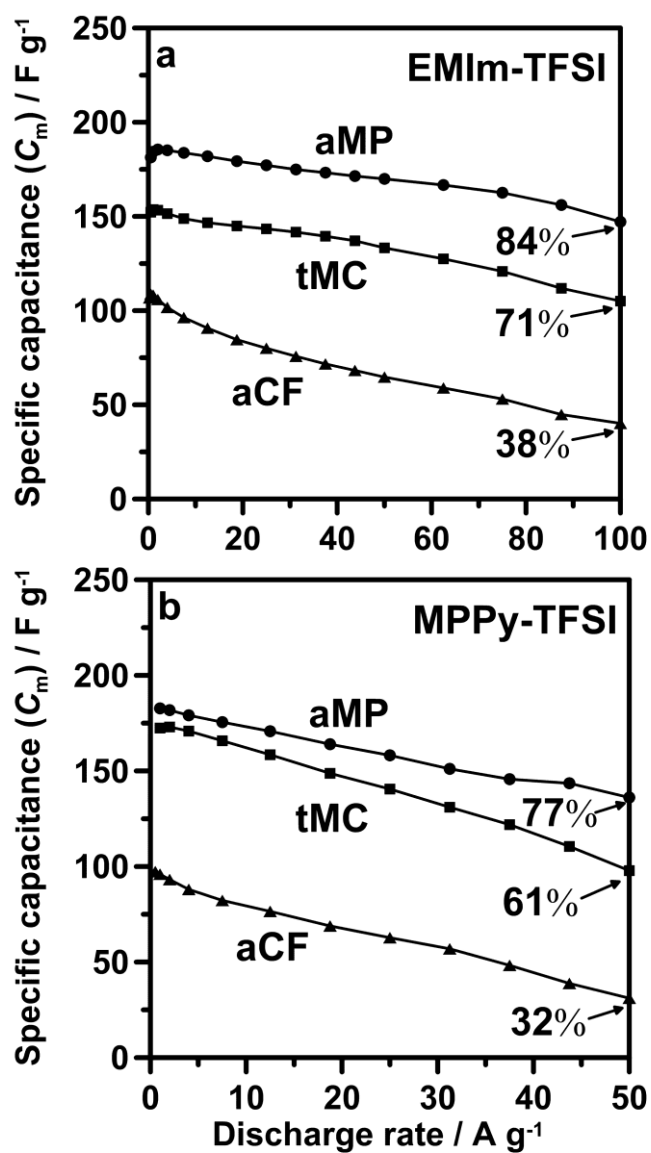 Specific capacitance (Cₘ) / F g⁻¹
250
200
150
100
50
0
a
EMIm-TFSI
aMP
84%
tMC
71%
aCF
38%
0 20 40 60 80 100
Specific capacitance (Cₘ) / F g⁻¹
250
200
150
100
50
0
b
MPPy-TFSI
aMP
77%
tMC
61%
aCF
32%
0 10 20 30 40 50
Discharge rate / A g⁻¹